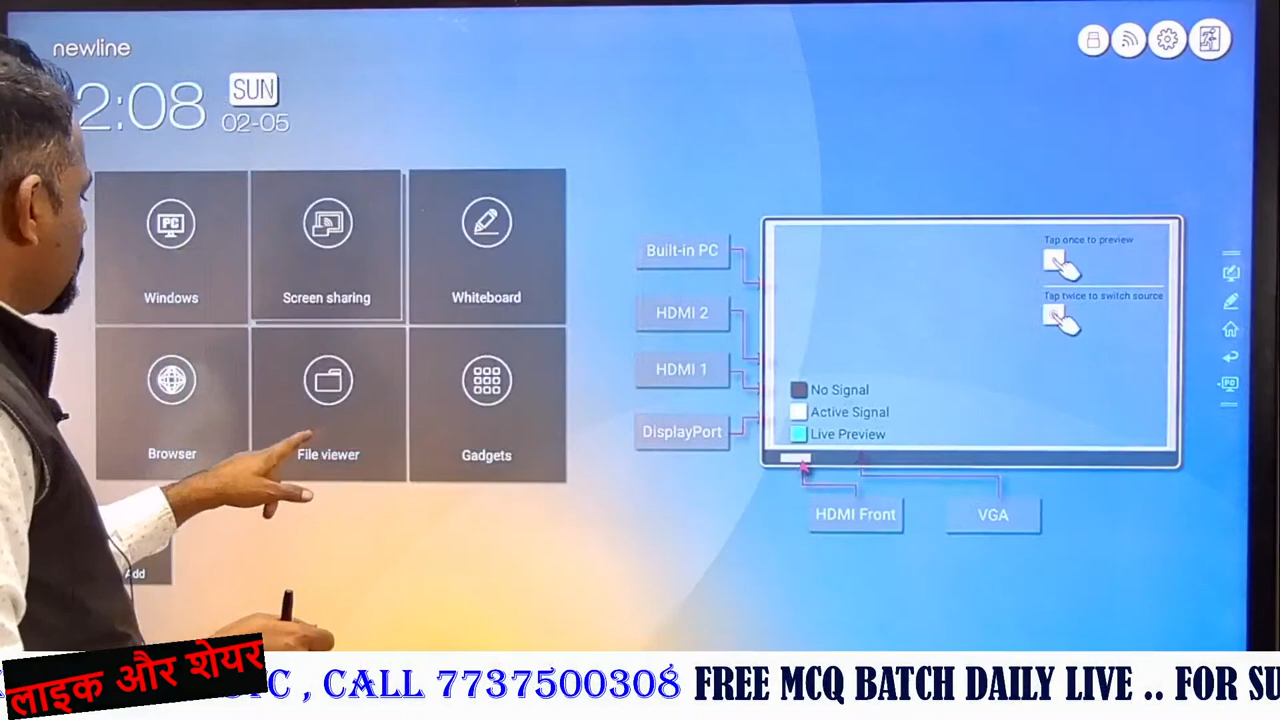 newline
2:08
SUN
02-05
PC
Windows
Screen sharing
Whiteboard
Browser
File viewer
Gadgets
Add
Built-in PC
HDMI 2
HDMI 1
DisplayPort
Tap once to preview
Tap twice to switch source
No Signal
Active Signal
Live Preview
HDMI Front
VGA
PC
लाइक और शेयर
, CALL 7737500308 FREE MCQ BATCH DAILY LIVE .. FOR SU